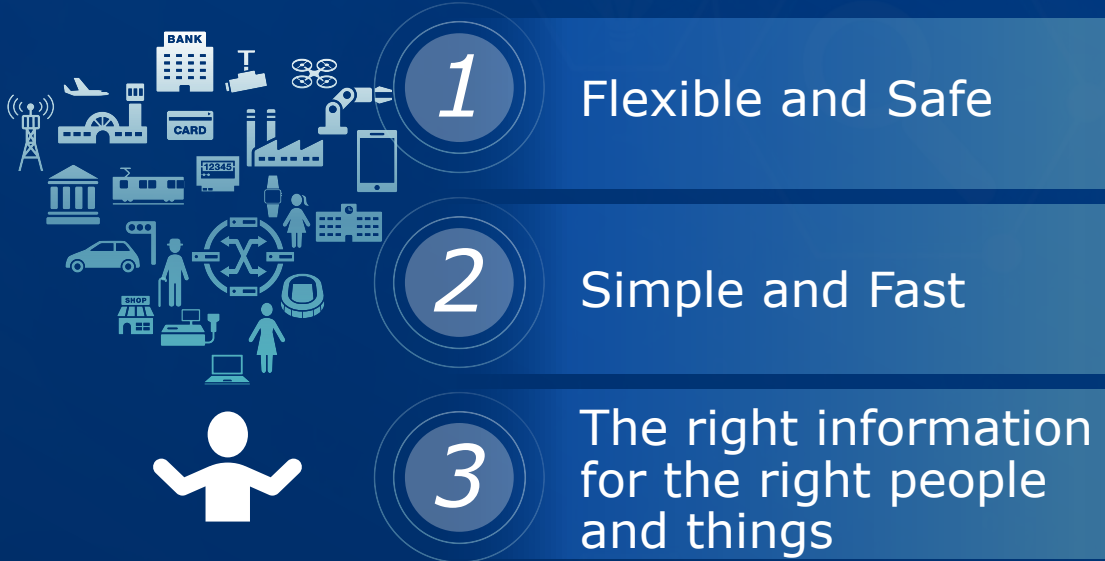 BANK
CARD
12345
SHOP
1
Flexible and Safe
2
Simple and Fast
3
The right information
for the right people
and things